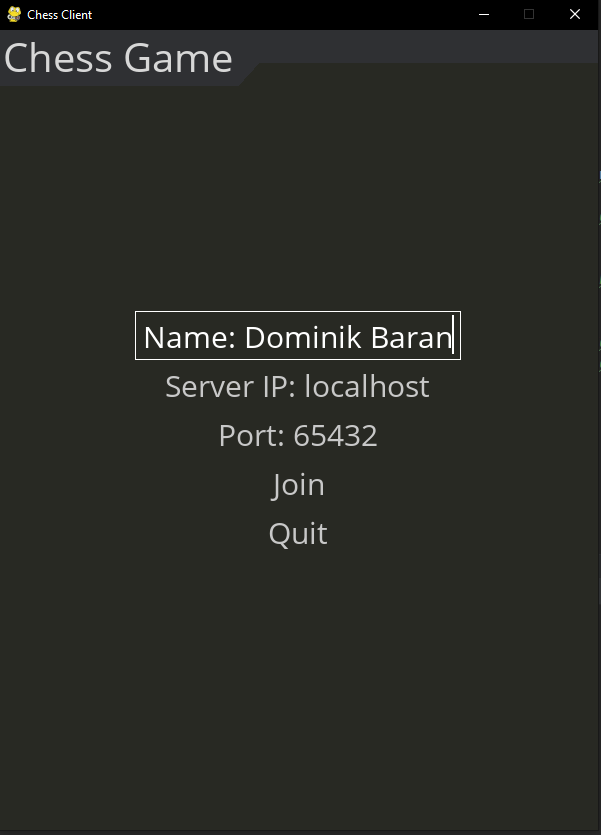 Chess Client
Chess Game
Name: Dominik Baran
Server IP: localhost
Port: 65432
Join
Quit